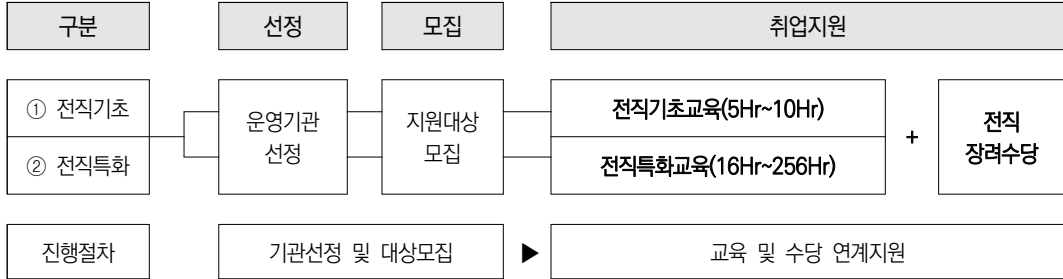 구분 선정 모집 취업지원
① 전직기초
② 전직특화
운영기관
선정
지원대상
모집
전직기초교육(5Hr~10Hr)
전직특화교육(16Hr~256Hr)
+
전직
장려수당
진행절차 기관선정 및 대상모집 ▶ 교육 및 수당 연계지원